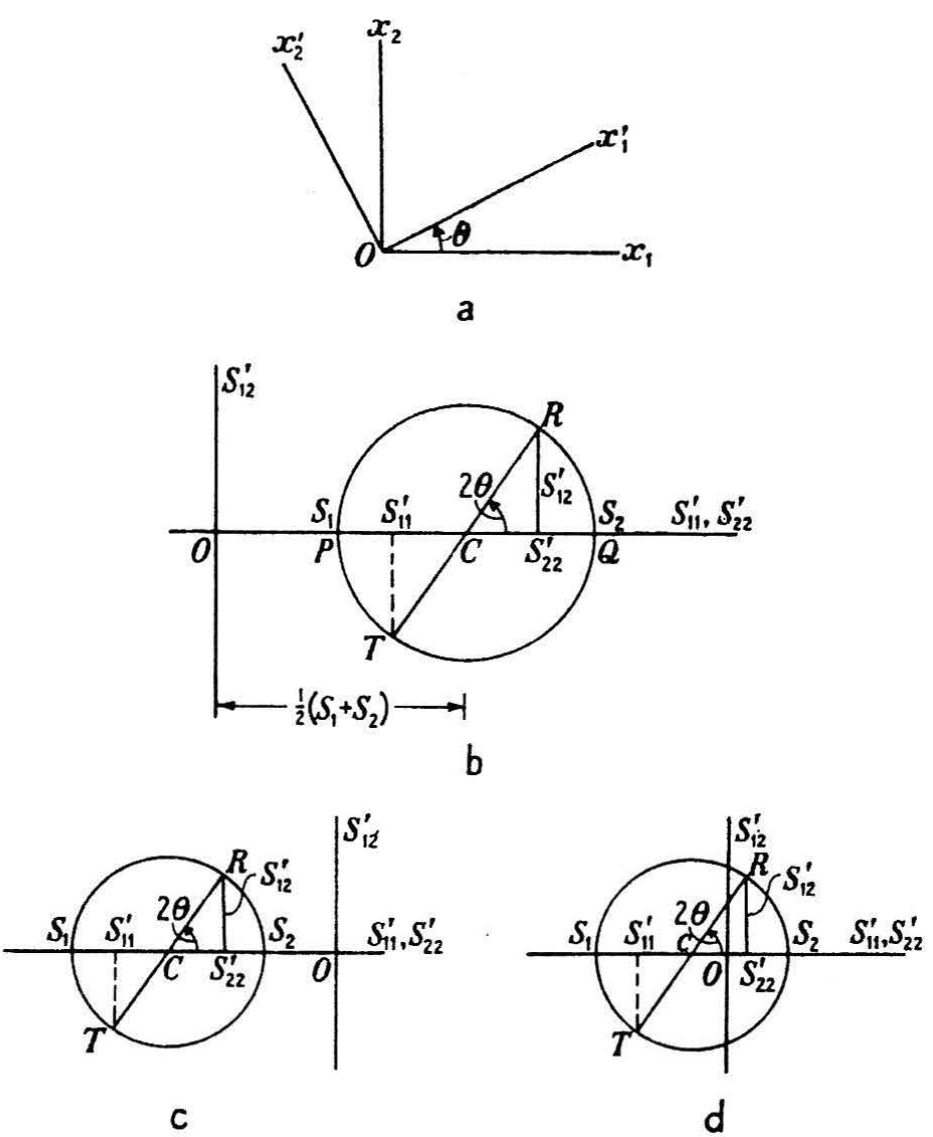 x₂
x′₂
x′₁
θ
O
x₁
a
S′₁₂
R
2θ
S′₁₂
S₁
S′₁₁
S₂
S′₁₁, S′₂₂
O
P
C
S′₂₂
Q
T
½(S₁+S₂)
b
S′₁₂
R
S′₁₂
2θ
S₁
S′₁₁
S₂
S′₁₁, S′₂₂
C
S′₂₂
O
T
c
S′₁₂
R
S′₁₂
2θ
S₁
S′₁₁
C
S₂
S′₁₁, S′₂₂
O
S′₂₂
T
d